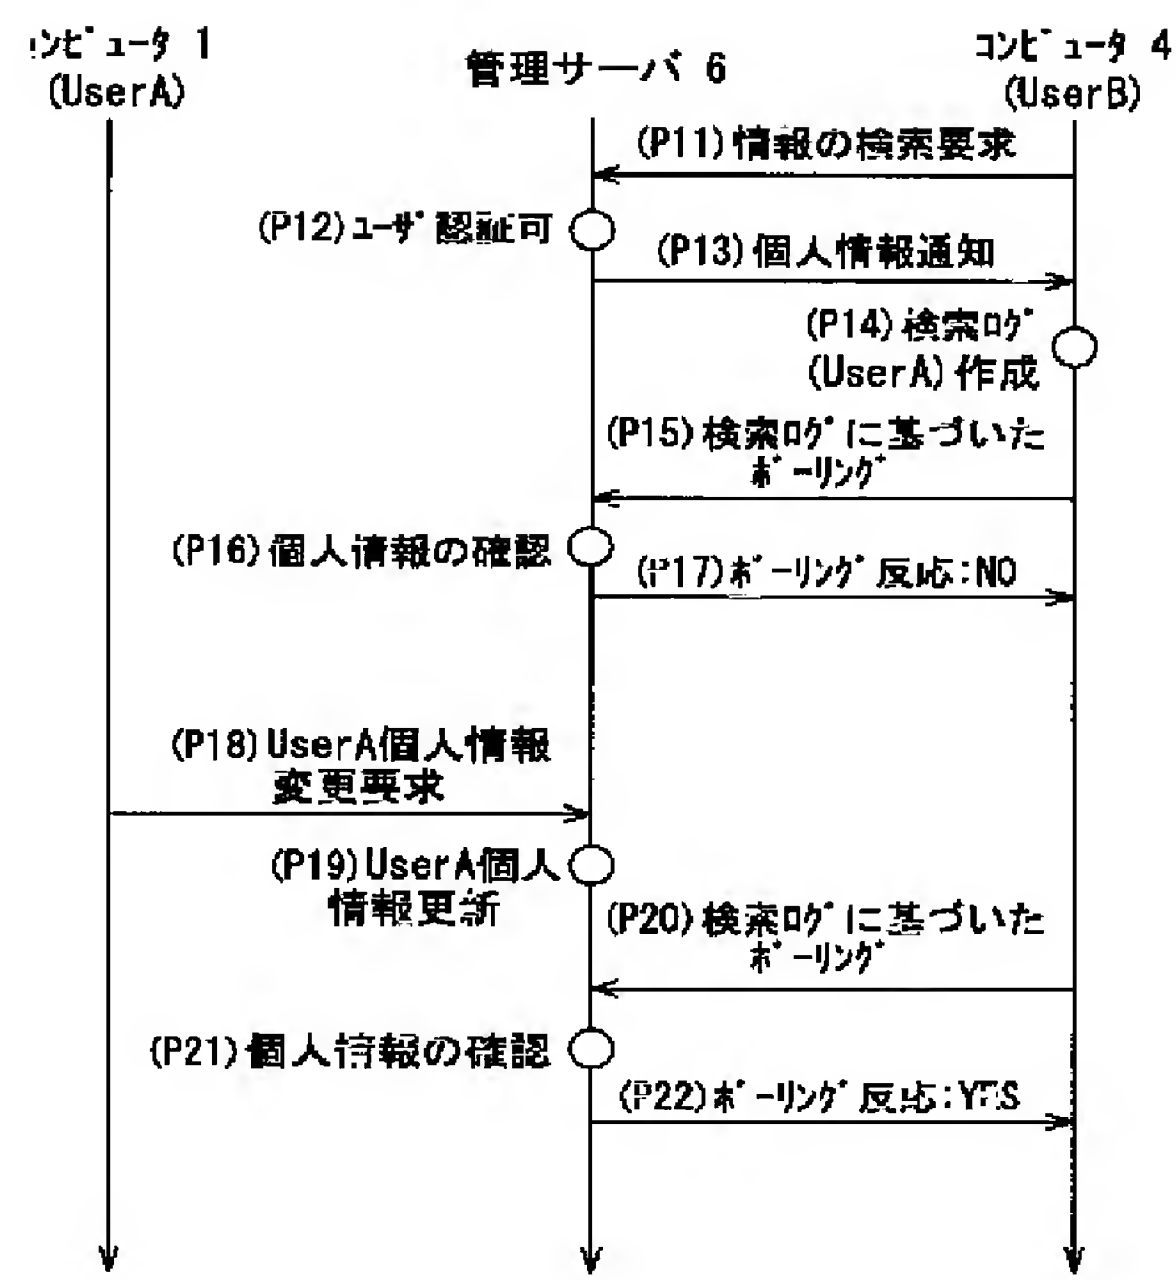 ｺﾝﾋﾟｭｰﾀ 1
(UserA)
管理サーバ 6
ｺﾝﾋﾟｭｰﾀ 4
(UserB)
(P11)情報の検索要求
(P12)ﾕｰｻﾞ認証可
(P13)個人情報通知
(P14)検索ﾛｸﾞ
(UserA)作成
(P15)検索ﾛｸﾞに基づいた
ﾎﾟｰﾘﾝｸﾞ
(P16)個人情報の確認
(P17)ﾎﾟｰﾘﾝｸﾞ反応:NO
(P18)UserA個人情報
変更要求
(P19)UserA個人
情報更新
(P20)検索ﾛｸﾞに基づいた
ﾎﾟｰﾘﾝｸﾞ
(P21)個人情報の確認
(P22)ﾎﾟｰﾘﾝｸﾞ反応:YES